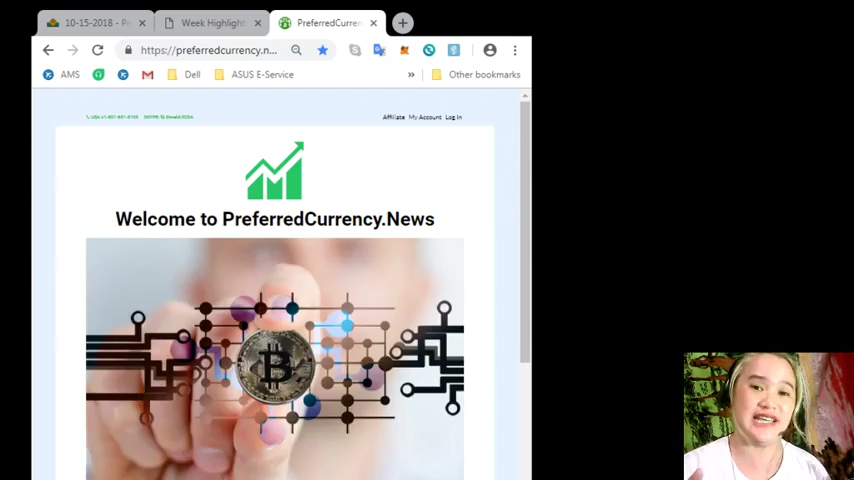 10-15-2018 - Pr
Week Highlight
PreferredCurren
https://preferredcurrency.n...
AMS
Dell
ASUS E-Service
»
Other bookmarks
Affiliate My Account Log In
Welcome to PreferredCurrency.News